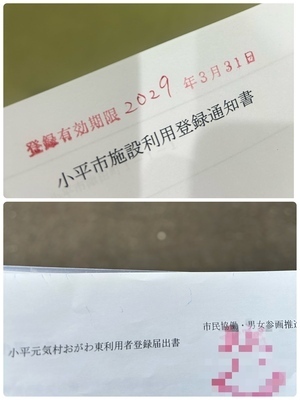 登録有効期限 2029 年3月31日
小平市施設利用登録通知書
市民協働・男女参画推進
小平元気村おがわ東利用者登録届出書